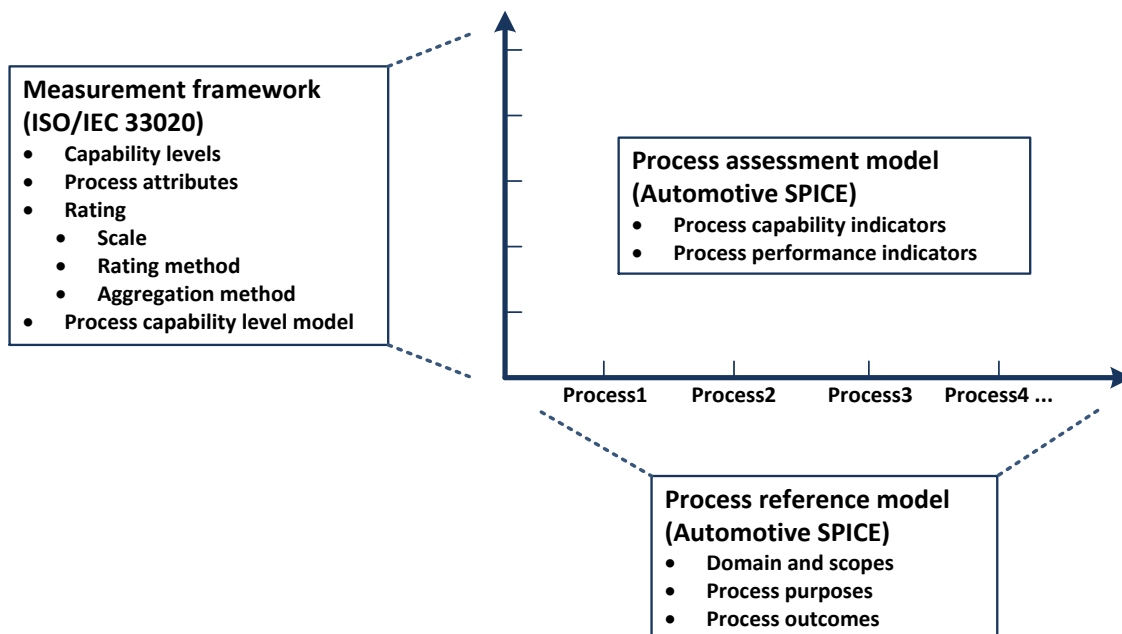 Measurement framework
(ISO/IEC 33020)
• Capability levels
• Process attributes
• Rating
• Scale
• Rating method
• Aggregation method
• Process capability level model
Process assessment model
(Automotive SPICE)
• Process capability indicators
• Process performance indicators
Process1 Process2 Process3 Process4 ...
Process reference model
(Automotive SPICE)
• Domain and scopes
• Process purposes
• Process outcomes